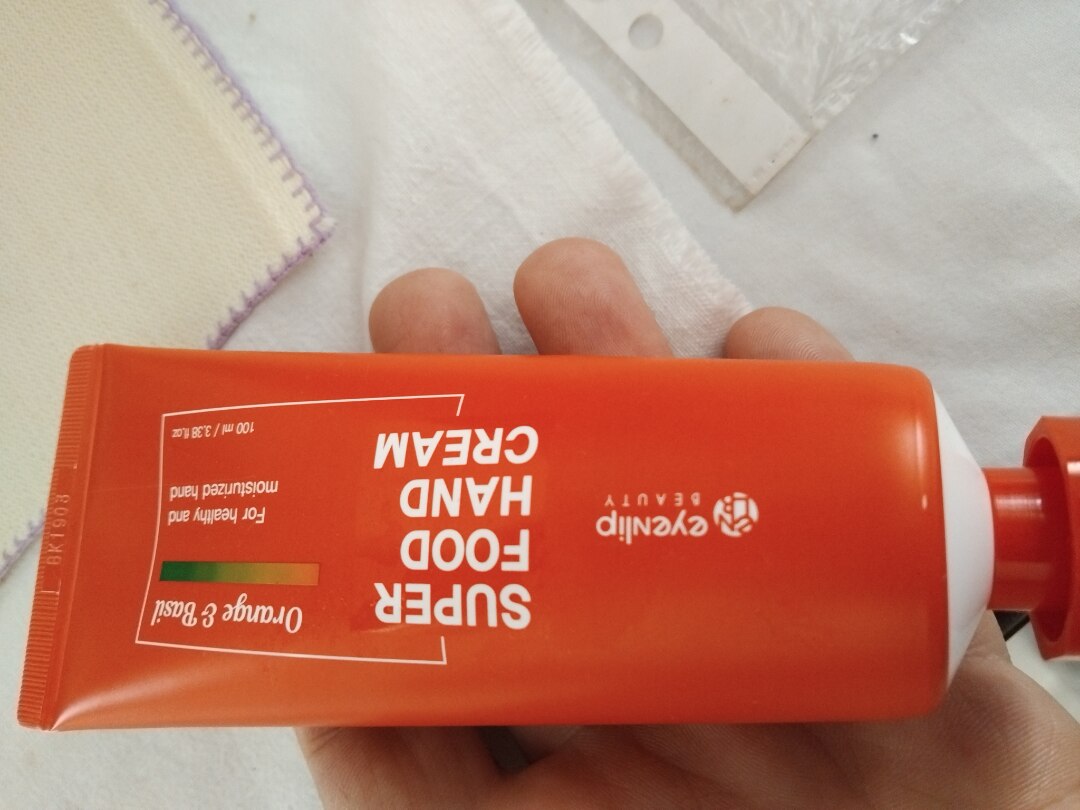 eyeNlip
BEAUTY
SUPER
FOOD
HAND
CREAM
Orange & Basil
For healthy and
moisturized hand
100 ml / 3.38 fl.oz
BK1903